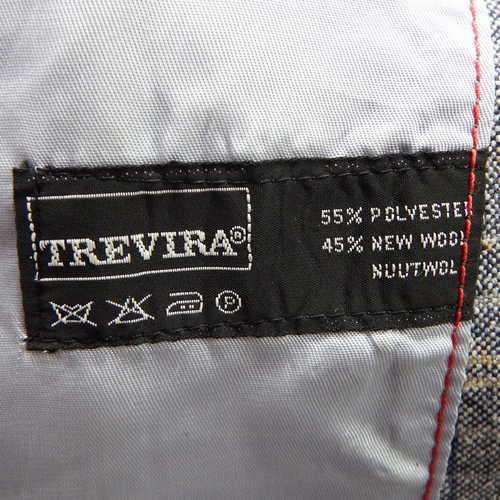 TREVIRA®
55% POLYESTER
45% NEW WOOL
NUUTWOL
P